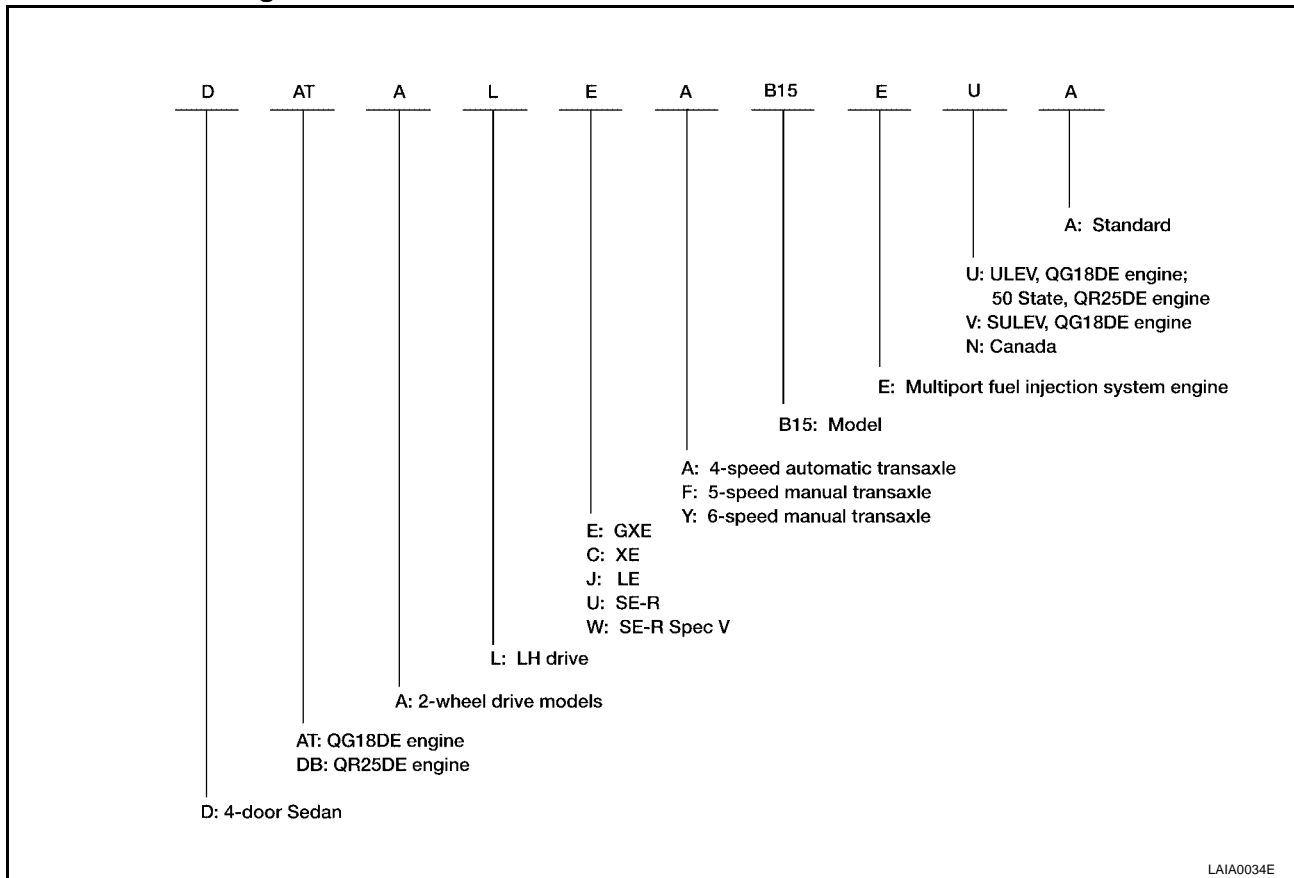 D AT A L E A B15 E U A
A: Standard
U: ULEV, QG18DE engine;
50 State, QR25DE engine
V: SULEV, QG18DE engine
N: Canada
E: Multiport fuel injection system engine
B15: Model
A: 4-speed automatic transaxle
F: 5-speed manual transaxle
Y: 6-speed manual transaxle
E: GXE
C: XE
J: LE
U: SE-R
W: SE-R Spec V
L: LH drive
A: 2-wheel drive models
AT: QG18DE engine
DB: QR25DE engine
D: 4-door Sedan
LAIA0034E